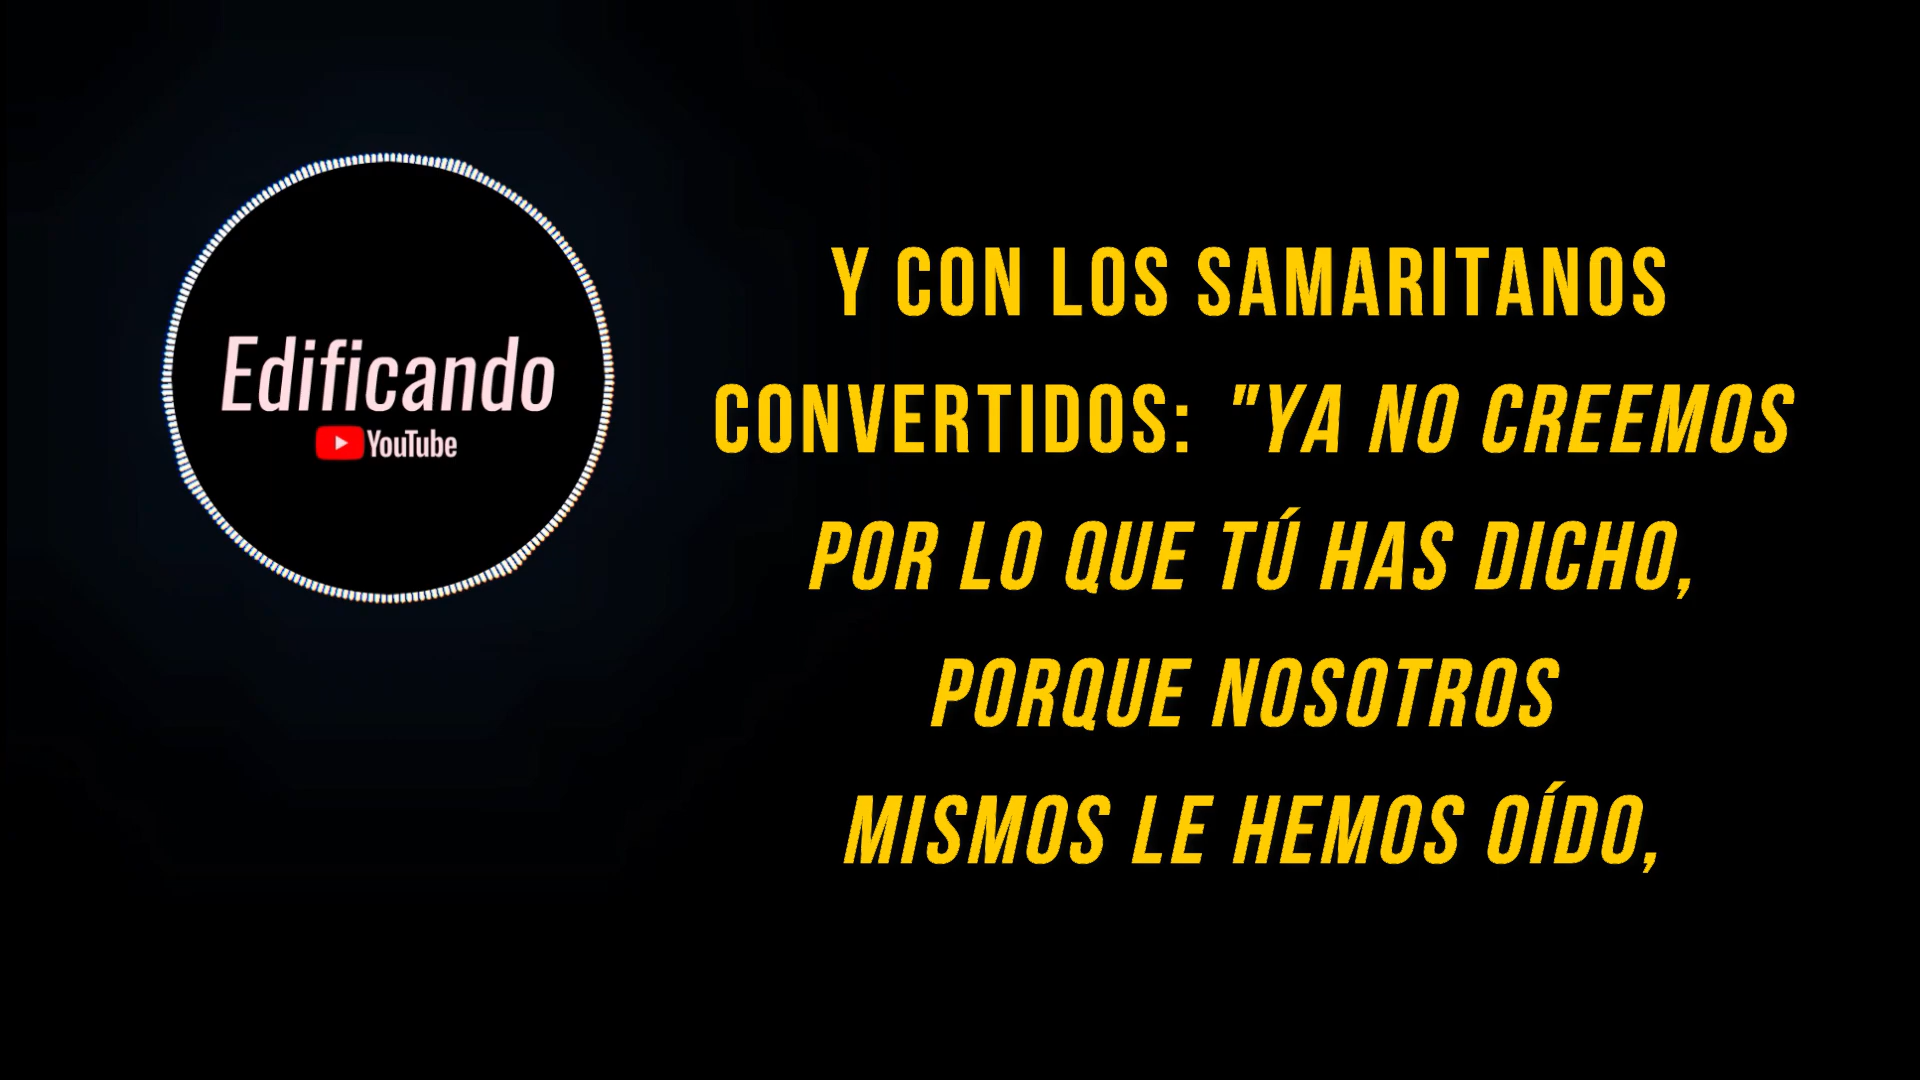 Edificando
YouTube
Y CON LOS SAMARITANOS
CONVERTIDOS: "YA NO CREEMOS
POR LO QUE TÚ HAS DICHO,
PORQUE NOSOTROS
MISMOS LE HEMOS OÍDO,